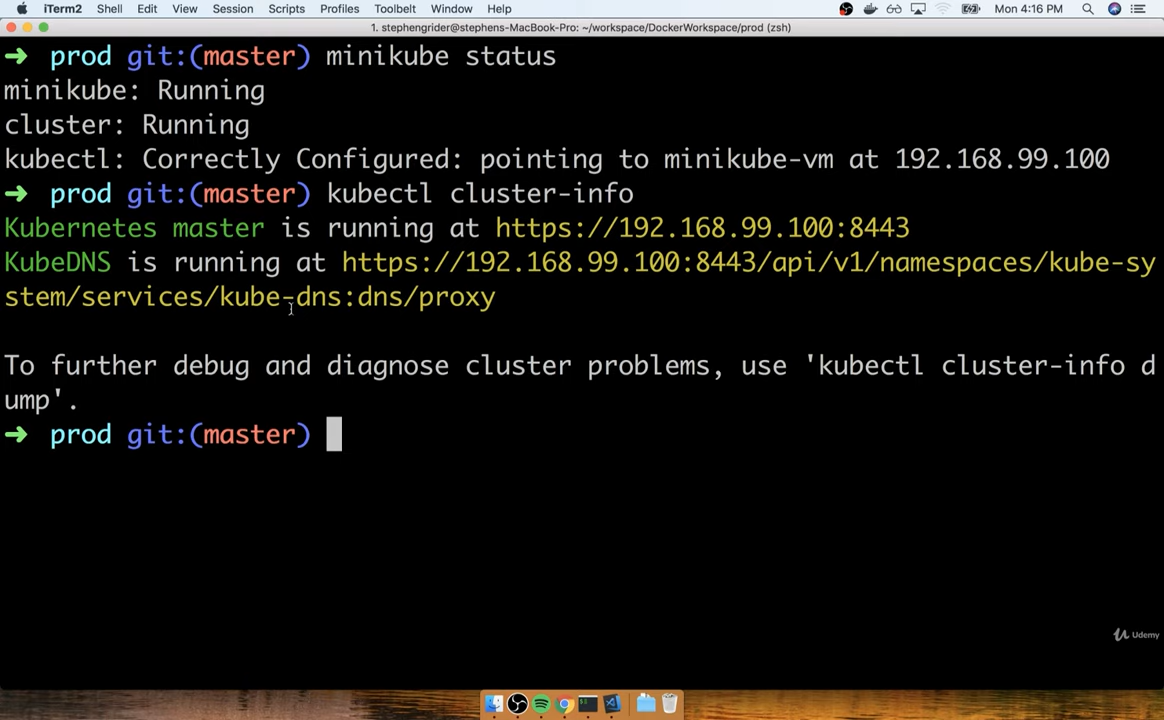 iTerm2 Shell Edit View Session Scripts Profiles Toolbelt Window Help Mon 4:16 PM
1. stephengrider@stephens-MacBook-Pro: ~/workspace/DockerWorkspace/prod (zsh)
➜ prod git:(master) minikube status
minikube: Running
cluster: Running
kubectl: Correctly Configured: pointing to minikube-vm at 192.168.99.100
➜ prod git:(master) kubectl cluster-info
Kubernetes master is running at https://192.168.99.100:8443
KubeDNS is running at https://192.168.99.100:8443/api/v1/namespaces/kube-sy
stem/services/kube-dns:dns/proxy
To further debug and diagnose cluster problems, use 'kubectl cluster-info d
ump'.
➜ prod git:(master)
Udemy